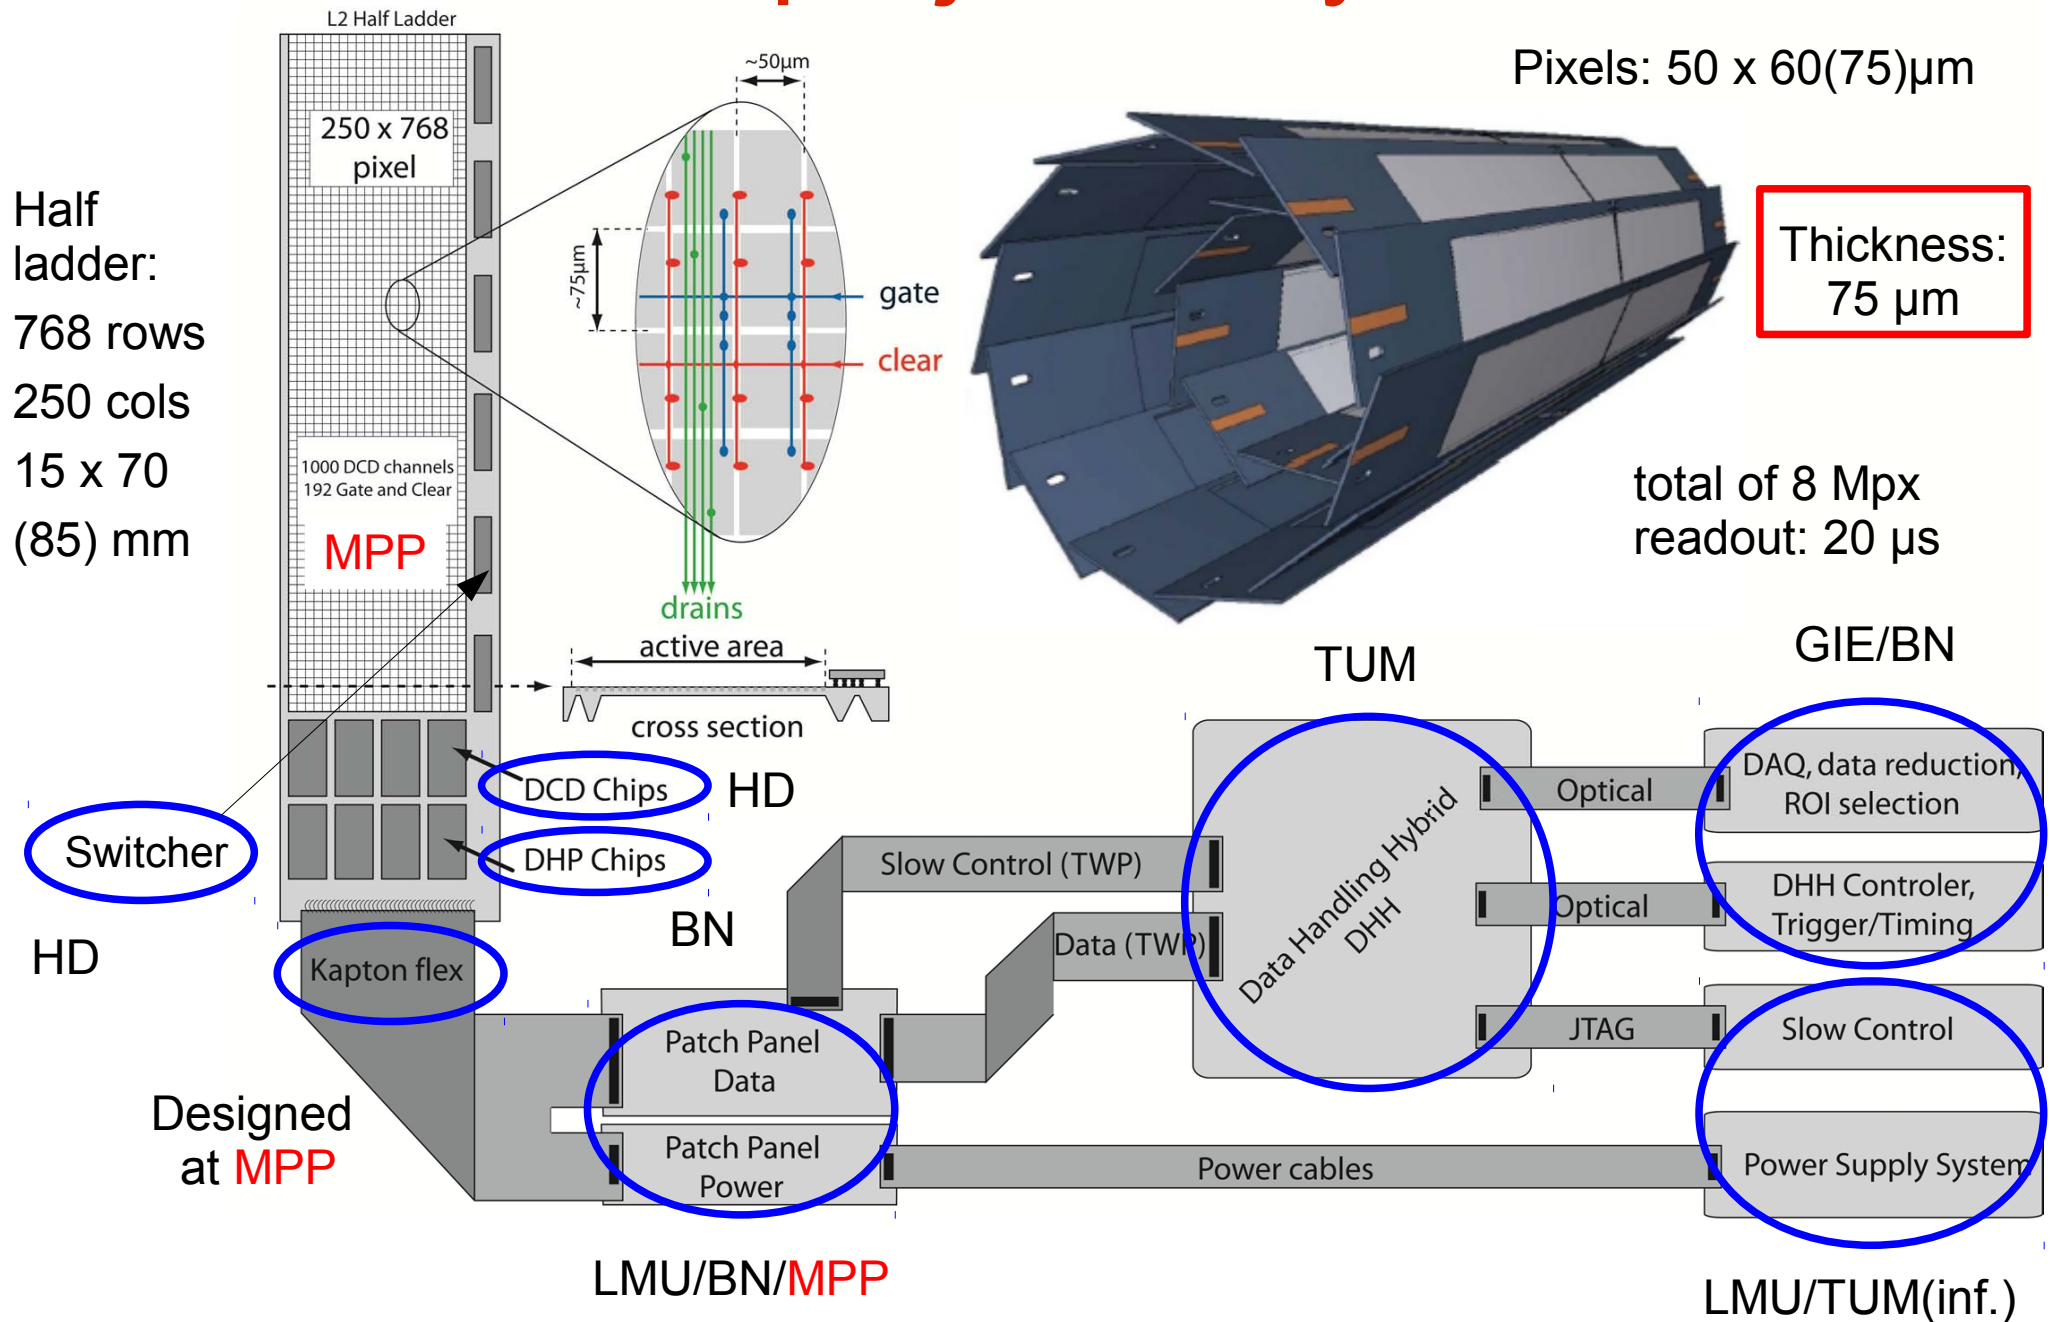 L2 Half Ladder
Pixels: 50 x 60(75)µm
250 x 768
pixel
~50µm
~75µm
gate
clear
drains
Half
ladder:
768 rows
250 cols
15 x 70
(85) mm
1000 DCD channels
192 Gate and Clear
MPP
Thickness:
75 µm
total of 8 Mpx
readout: 20 µs
active area
cross section
TUM
GIE/BN
DCD Chips
HD
DHP Chips
BN
Switcher
HD
Kapton flex
Designed
at MPP
Slow Control (TWP)
Data (TWP)
Data Handling Hybrid
DHH
Optical
DAQ, data reduction,
ROI selection
Optical
DHH Controler,
Trigger/Timing
JTAG
Slow Control
Patch Panel
Data
Patch Panel
Power
Power cables
Power Supply System
LMU/BN/MPP
LMU/TUM(inf.)